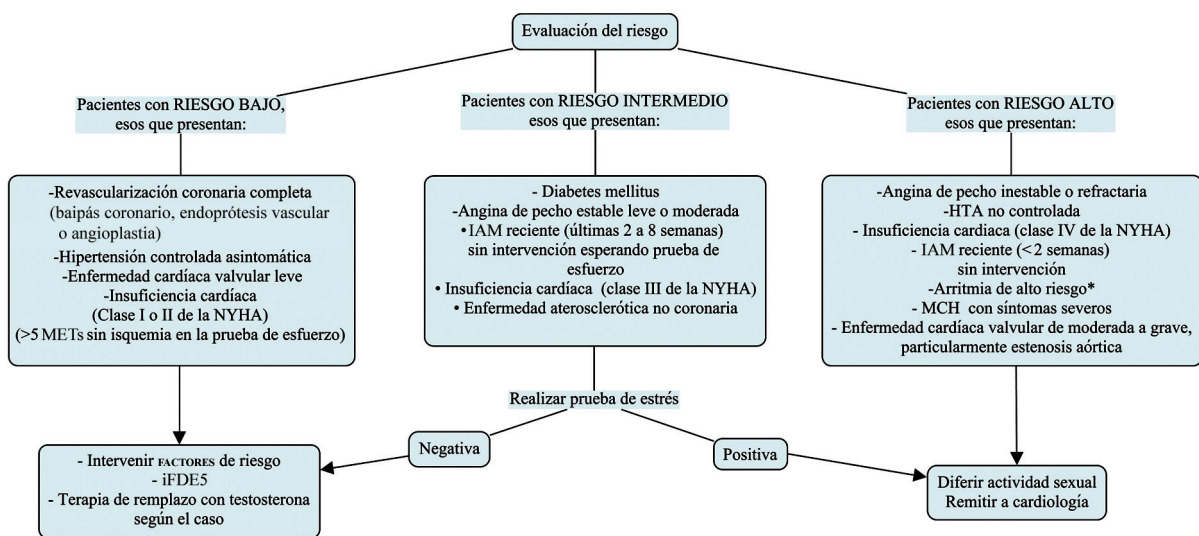 Evaluación del riesgo
Pacientes con RIESGO BAJO,
esos que presentan:
Pacientes con RIESGO INTERMEDIO
esos que presentan:
Pacientes con RIESGO ALTO
esos que presentan:
-Revascularización coronaria completa
(baipás coronario, endoprótesis vascular
o angioplastia)
-Hipertensión controlada asintomática
-Enfermedad cardíaca valvular leve
-Insuficiencia cardíaca
(Clase I o II de la NYHA)
(>5 METs sin isquemia en la prueba de esfuerzo)
- Diabetes mellitus
-Angina de pecho estable leve o moderada
• IAM reciente (últimas 2 a 8 semanas)
sin intervención esperando prueba de
esfuerzo
• Insuficiencia cardíaca (clase III de la NYHA)
• Enfermedad aterosclerótica no coronaria
-Angina de pecho inestable o refractaria
-HTA no controlada
- Insuficiencia cardiaca (clase IV de la NYHA)
- IAM reciente (<2 semanas)
sin intervención
-Arritmia de alto riesgo*
- MCH con síntomas severos
- Enfermedad cardíaca valvular de moderada a grave,
particularmente estenosis aórtica
Realizar prueba de estrés
Negativa
Positiva
- Intervenir FACTORES de riesgo
- iFDE5
- Terapia de remplazo con testosterona
según el caso
Diferir actividad sexual
Remitir a cardiología